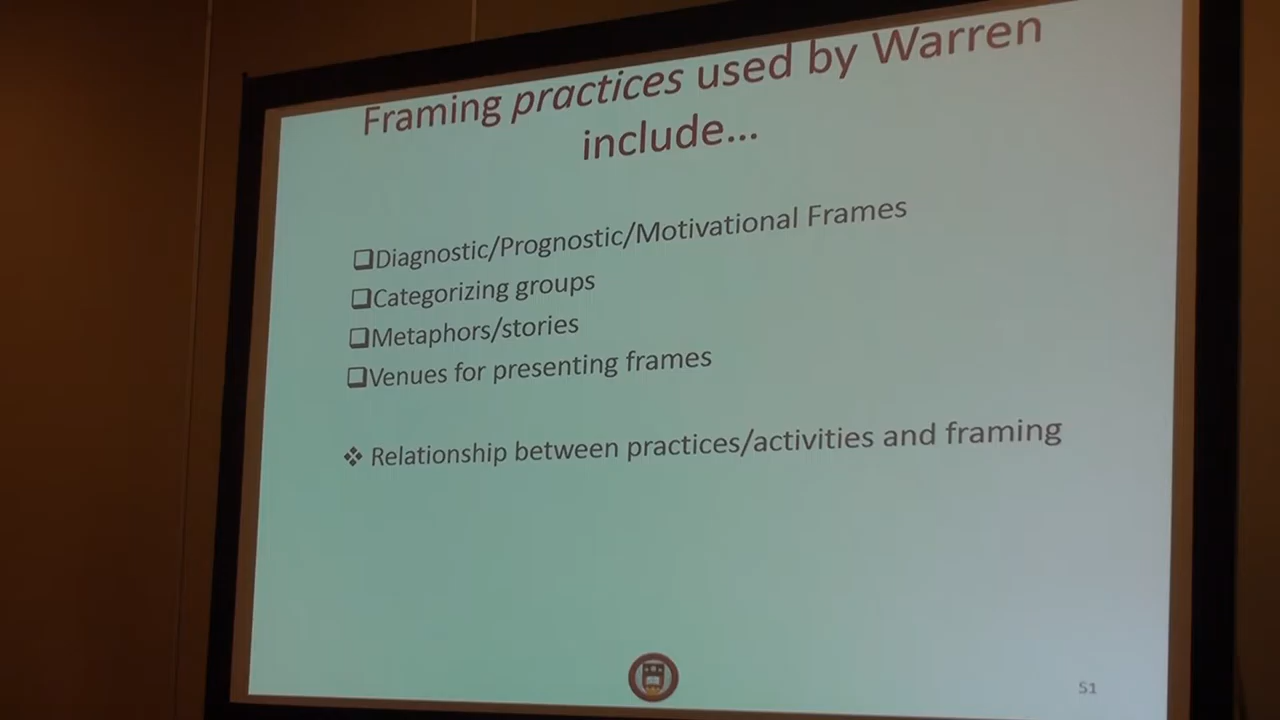 Framing practices used by Warren
include...
❑Diagnostic/Prognostic/Motivational Frames
❑Categorizing groups
❑Metaphors/stories
❑Venues for presenting frames
❖ Relationship between practices/activities and framing
51